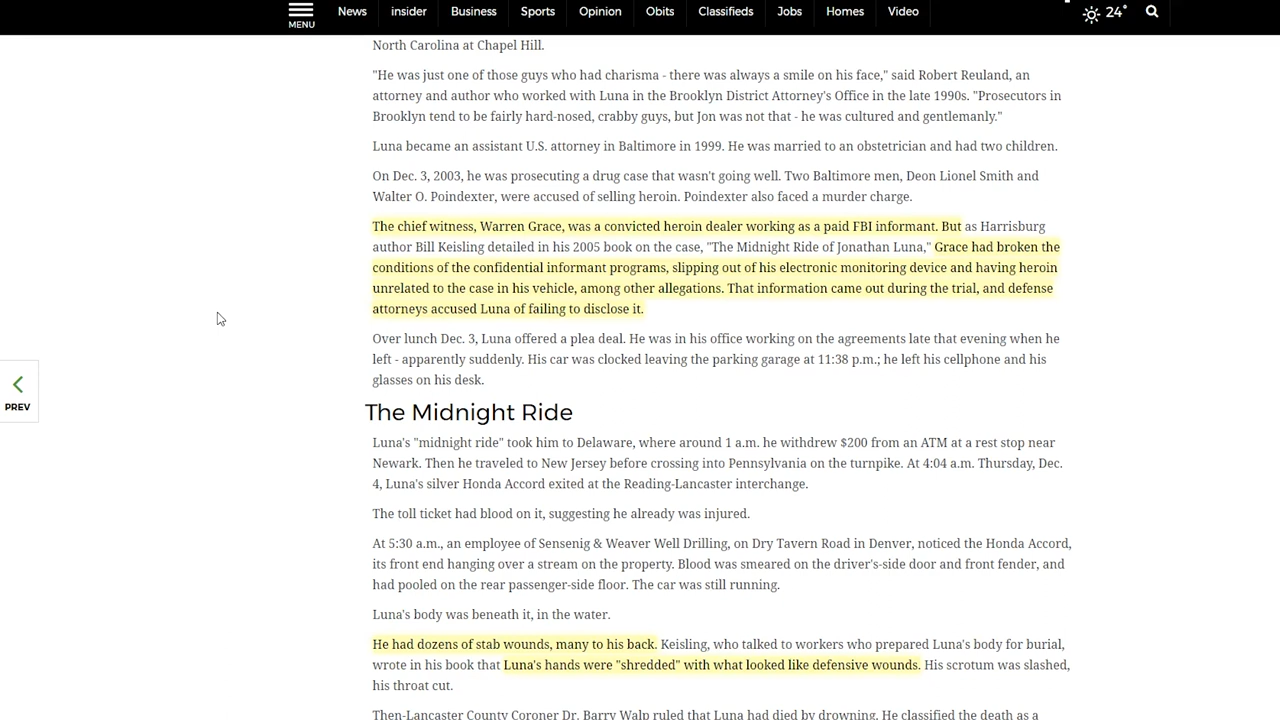 MENU
News
insider
Business
Sports
Opinion
Obits
Classifieds
Jobs
Homes
Video
24°
North Carolina at Chapel Hill.
"He was just one of those guys who had charisma - there was always a smile on his face," said Robert Reuland, an
attorney and author who worked with Luna in the Brooklyn District Attorney's Office in the late 1990s. "Prosecutors in
Brooklyn tend to be fairly hard-nosed, crabby guys, but Jon was not that - he was cultured and gentlemanly."
Luna became an assistant U.S. attorney in Baltimore in 1999. He was married to an obstetrician and had two children.
On Dec. 3, 2003, he was prosecuting a drug case that wasn't going well. Two Baltimore men, Deon Lionel Smith and
Walter O. Poindexter, were accused of selling heroin. Poindexter also faced a murder charge.
The chief witness, Warren Grace, was a convicted heroin dealer working as a paid FBI informant. But as Harrisburg
author Bill Keisling detailed in his 2005 book on the case, "The Midnight Ride of Jonathan Luna," Grace had broken the
conditions of the confidential informant programs, slipping out of his electronic monitoring device and having heroin
unrelated to the case in his vehicle, among other allegations. That information came out during the trial, and defense
attorneys accused Luna of failing to disclose it.
Over lunch Dec. 3, Luna offered a plea deal. He was in his office working on the agreements late that evening when he
left - apparently suddenly. His car was clocked leaving the parking garage at 11:38 p.m.; he left his cellphone and his
glasses on his desk.
PREV
The Midnight Ride
Luna's "midnight ride" took him to Delaware, where around 1 a.m. he withdrew $200 from an ATM at a rest stop near
Newark. Then he traveled to New Jersey before crossing into Pennsylvania on the turnpike. At 4:04 a.m. Thursday, Dec.
4, Luna's silver Honda Accord exited at the Reading-Lancaster interchange.
The toll ticket had blood on it, suggesting he already was injured.
At 5:30 a.m., an employee of Sensenig & Weaver Well Drilling, on Dry Tavern Road in Denver, noticed the Honda Accord,
its front end hanging over a stream on the property. Blood was smeared on the driver's-side door and front fender, and
had pooled on the rear passenger-side floor. The car was still running.
Luna's body was beneath it, in the water.
He had dozens of stab wounds, many to his back. Keisling, who talked to workers who prepared Luna's body for burial,
wrote in his book that Luna's hands were "shredded" with what looked like defensive wounds. His scrotum was slashed,
his throat cut.
Then-Lancaster County Coroner Dr. Barry Walp ruled that Luna had died by drowning. He classified the death as a